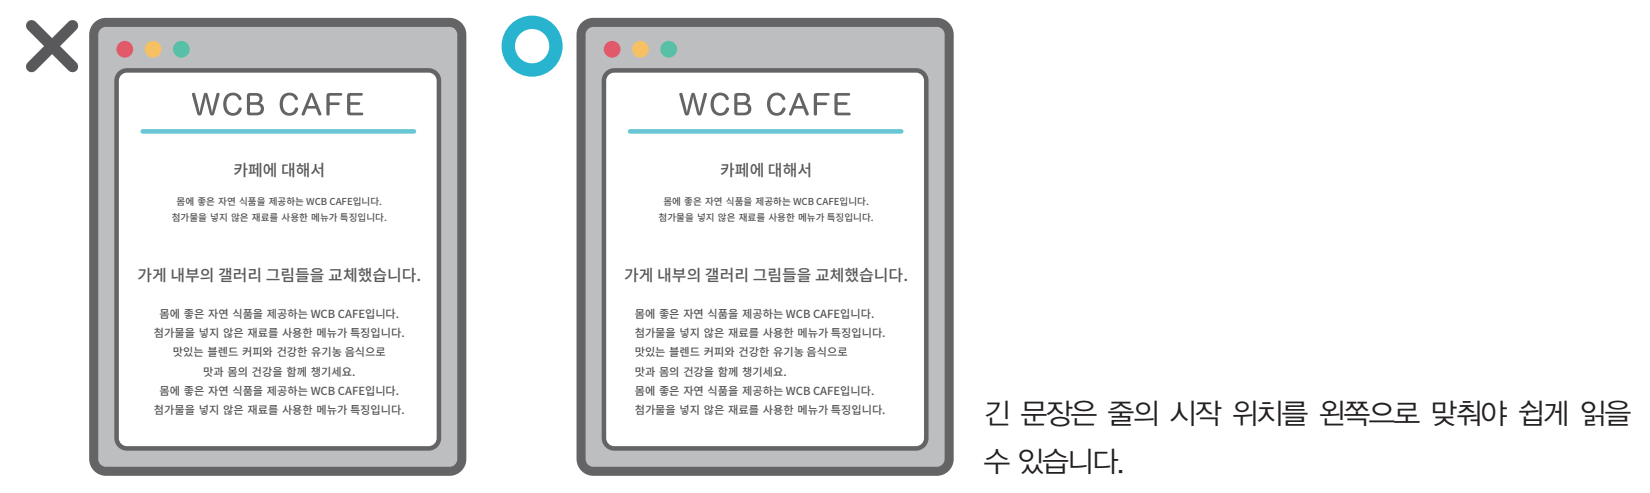 WCB CAFE
카페에 대해서
몸에 좋은 자연 식품을 제공하는 WCB CAFE입니다.
첨가물을 넣지 않은 재료를 사용한 메뉴가 특징입니다.
가게 내부의 갤러리 그림들을 교체했습니다.
몸에 좋은 자연 식품을 제공하는 WCB CAFE입니다.
첨가물을 넣지 않은 재료를 사용한 메뉴가 특징입니다.
맛있는 블렌드 커피와 건강한 유기농 음식으로
맛과 몸의 건강을 함께 챙기세요.
몸에 좋은 자연 식품을 제공하는 WCB CAFE입니다.
첨가물을 넣지 않은 재료를 사용한 메뉴가 특징입니다.
WCB CAFE
카페에 대해서
몸에 좋은 자연 식품을 제공하는 WCB CAFE입니다.
첨가물을 넣지 않은 재료를 사용한 메뉴가 특징입니다.
가게 내부의 갤러리 그림들을 교체했습니다.
몸에 좋은 자연 식품을 제공하는 WCB CAFE입니다.
첨가물을 넣지 않은 재료를 사용한 메뉴가 특징입니다.
맛있는 블렌드 커피와 건강한 유기농 음식으로
맛과 몸의 건강을 함께 챙기세요.
몸에 좋은 자연 식품을 제공하는 WCB CAFE입니다.
첨가물을 넣지 않은 재료를 사용한 메뉴가 특징입니다.
긴 문장은 줄의 시작 위치를 왼쪽으로 맞춰야 쉽게 읽을
수 있습니다.